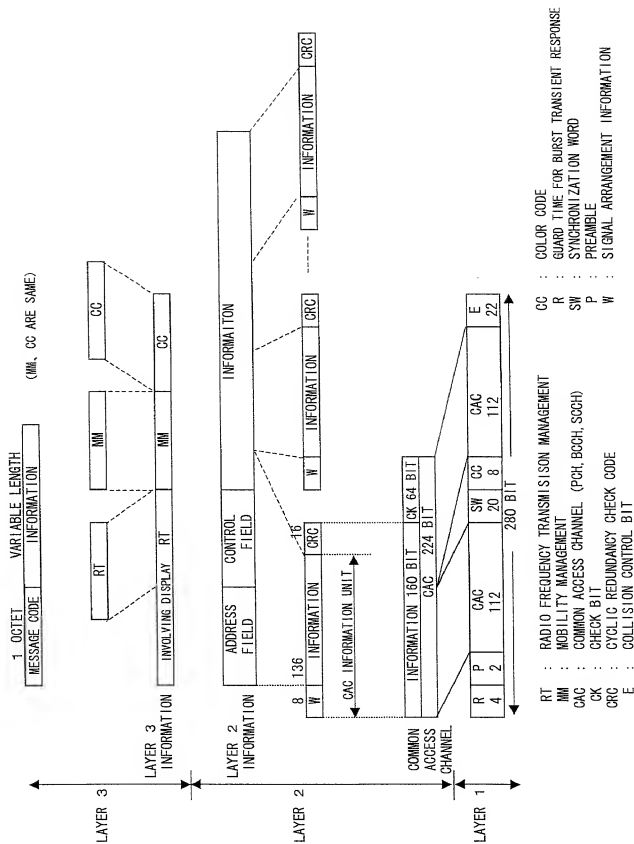 1 OCTET VARIABLE LENGTH
MESSAGE CODE INFORMATION (MM, CC ARE SAME)
RT MM CC
LAYER 3
LAYER 3 INFORMATION
INVOLVING DISPLAY RT MM CC
LAYER 2 INFORMATION
ADDRESS FIELD CONTROL FIELD INFORMAITON
8 136 16
W INFORMATION CRC W INFORMATION CRC W INFORMATION CRC
CAC INFORMATION UNIT
LAYER 2
COMMON ACCESS CHANNEL
INFORMATION 160 BIT CK 64 BIT
CAC 224 BIT
LAYER 1
R P CAC SW CC CAC E
4 2 112 20 8 112 22
280 BIT
RT : RADIO FREQUENCY TRANSMISISON MANAGEMENT
MM : MOBILITY MANAGEMENT
CAC : COMMON ACCESS CHANNEL (PCH, BCCH, SCCH)
CK : CHECK BIT
CRC : CYCLIC REDUNDANCY CHECK CODE
E : COLLISION CONTROL BIT
CC : COLOR CODE
R : GUARD TIME FOR BURST TRANSIENT RESPONSE
SW : SYNCHRONIZATION WORD
P : PREAMBLE
W : SIGNAL ARRANGEMENT INFORMATION